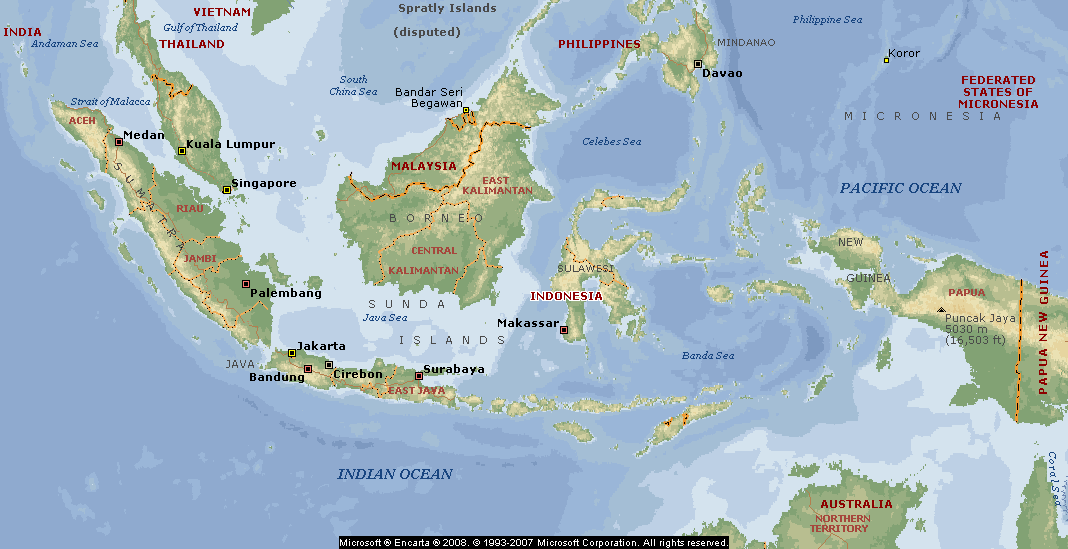 VIETNAM
Spratly Islands
(disputed)
INDIA
Andaman Sea
Gulf of Thailand
THAILAND
PHILIPPINES
MINDANAO
Philippine Sea
Koror
Davao
South
China Sea
FEDERATED
STATES OF
MICRONESIA
MICRONESIA
Strait of Malacca
Bandar Seri
Begawan
ACEH
Medan
Kuala Lumpur
Celebes Sea
MALAYSIA
Singapore
EAST
KALIMANTAN
PACIFIC OCEAN
SUMATRA
RIAU
BORNEO
JAMBI
CENTRAL
KALIMANTAN
SULAWESI
NEW
GUINEA
Palembang
INDONESIA
PAPUA
PAPUA NEW GUINEA
SUNDA
Java Sea
ISLANDS
Makassar
Puncak Jaya
5030 m
(16,503 ft)
Jakarta
JAVA
Bandung
Cirebon
Surabaya
EAST JAVA
Banda Sea
INDIAN OCEAN
Coral Sea
AUSTRALIA
NORTHERN
TERRITORY
Microsoft ® Encarta ® 2008. © 1993-2007 Microsoft Corporation. All rights reserved.